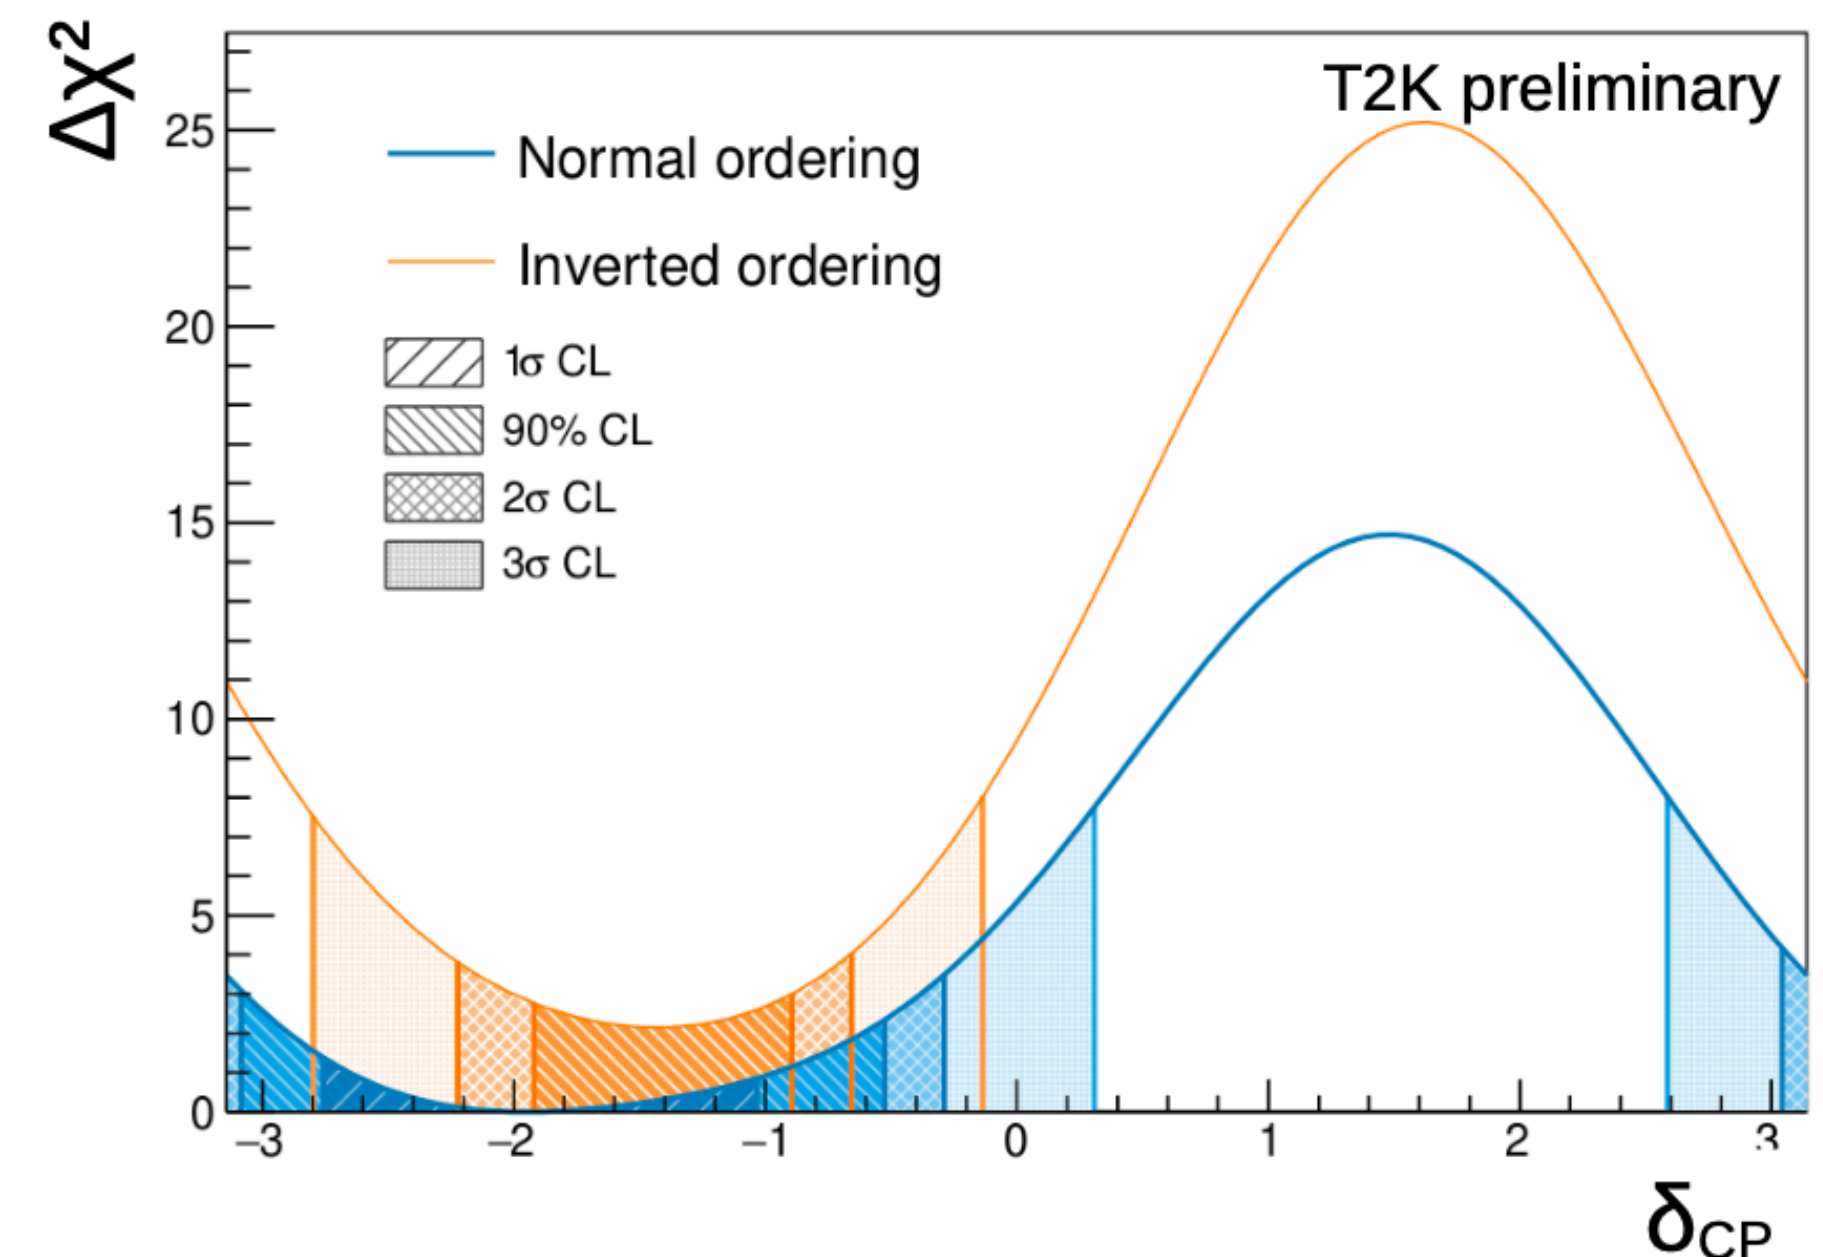 Δχ²
T2K preliminary
25
20
15
10
5
0
Normal ordering
Inverted ordering
1σ CL
90% CL
2σ CL
3σ CL
−3 −2 −1 0 1 2 3
δCP